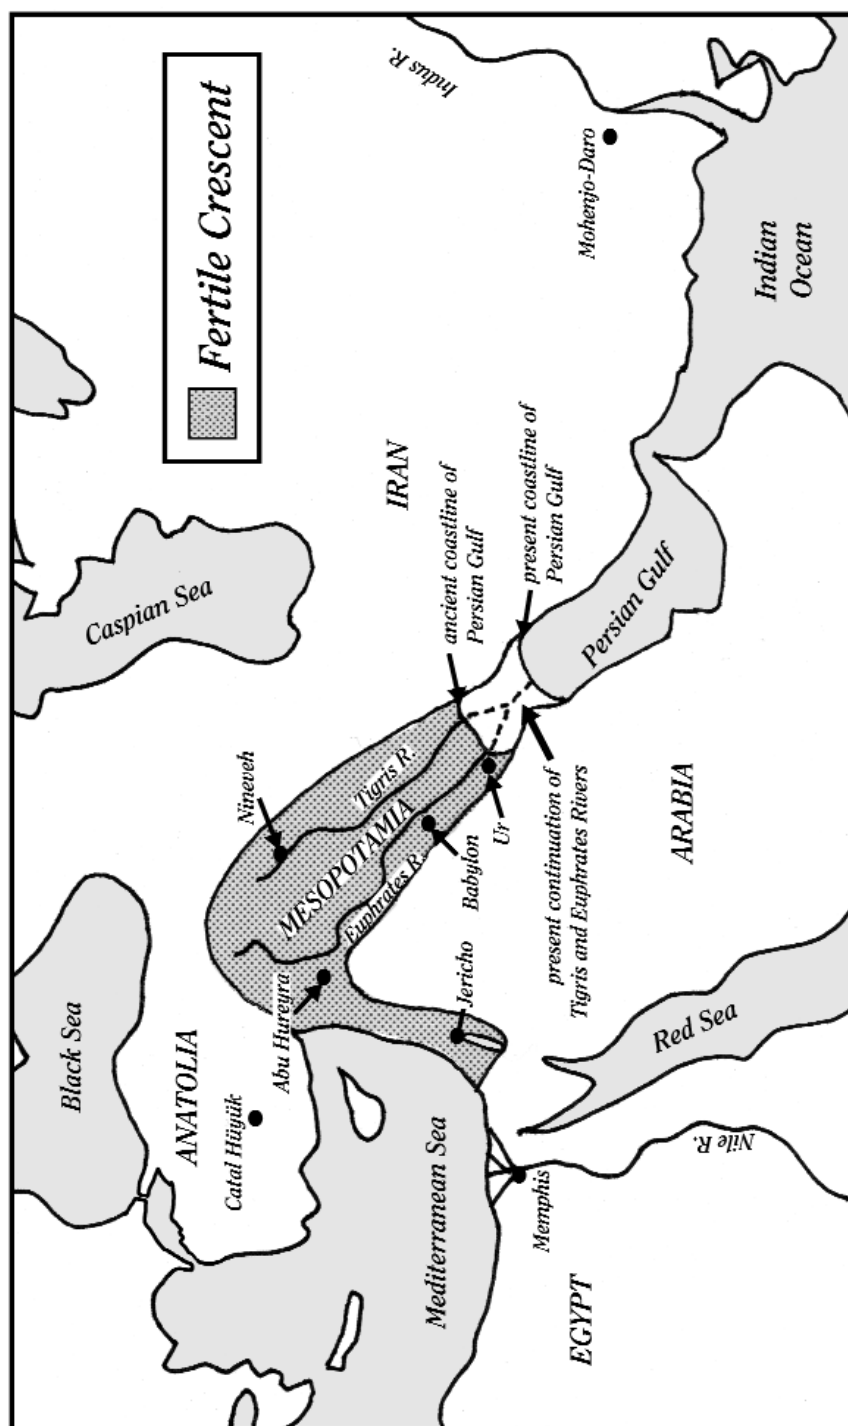 Fertile Crescent
Black Sea
Caspian Sea
ANATOLIA
Catal Hüyük
Nineveh
Abu Hureyra
Tigris R.
MESOPOTAMIA
Euphrates R.
IRAN
Indus R.
Mediterranean Sea
Jericho
Babylon
Ur
ancient coastline of
Persian Gulf
present coastline of
Persian Gulf
Mohenjo-Daro
Memphis
EGYPT
Nile R.
Red Sea
present continuation of
Tigris and Euphrates Rivers
ARABIA
Persian Gulf
Indian
Ocean